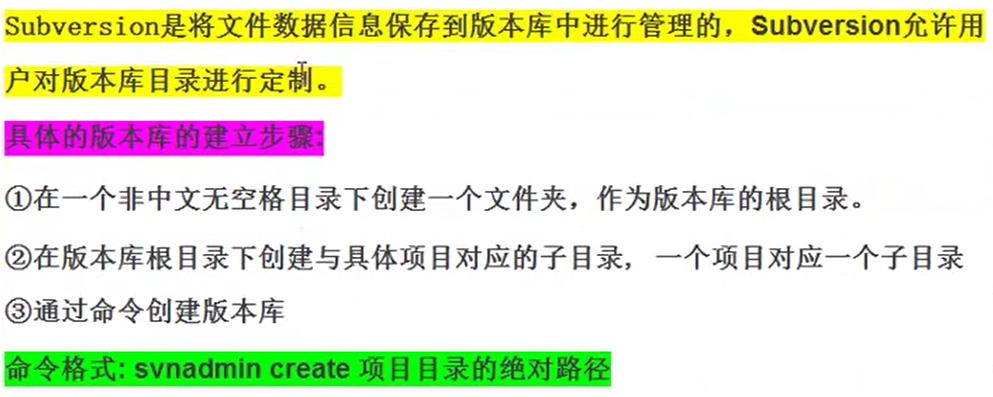 Subversion是将文件数据信息保存到版本库中进行管理的，Subversion允许用
户对版本库目录进行定制。
具体的版本库的建立步骤:
①在一个非中文无空格目录下创建一个文件夹，作为版本库的根目录。
②在版本库根目录下创建与具体项目对应的子目录, 一个项目对应一个子目录
③通过命令创建版本库
命令格式: svnadmin create 项目目录的绝对路径